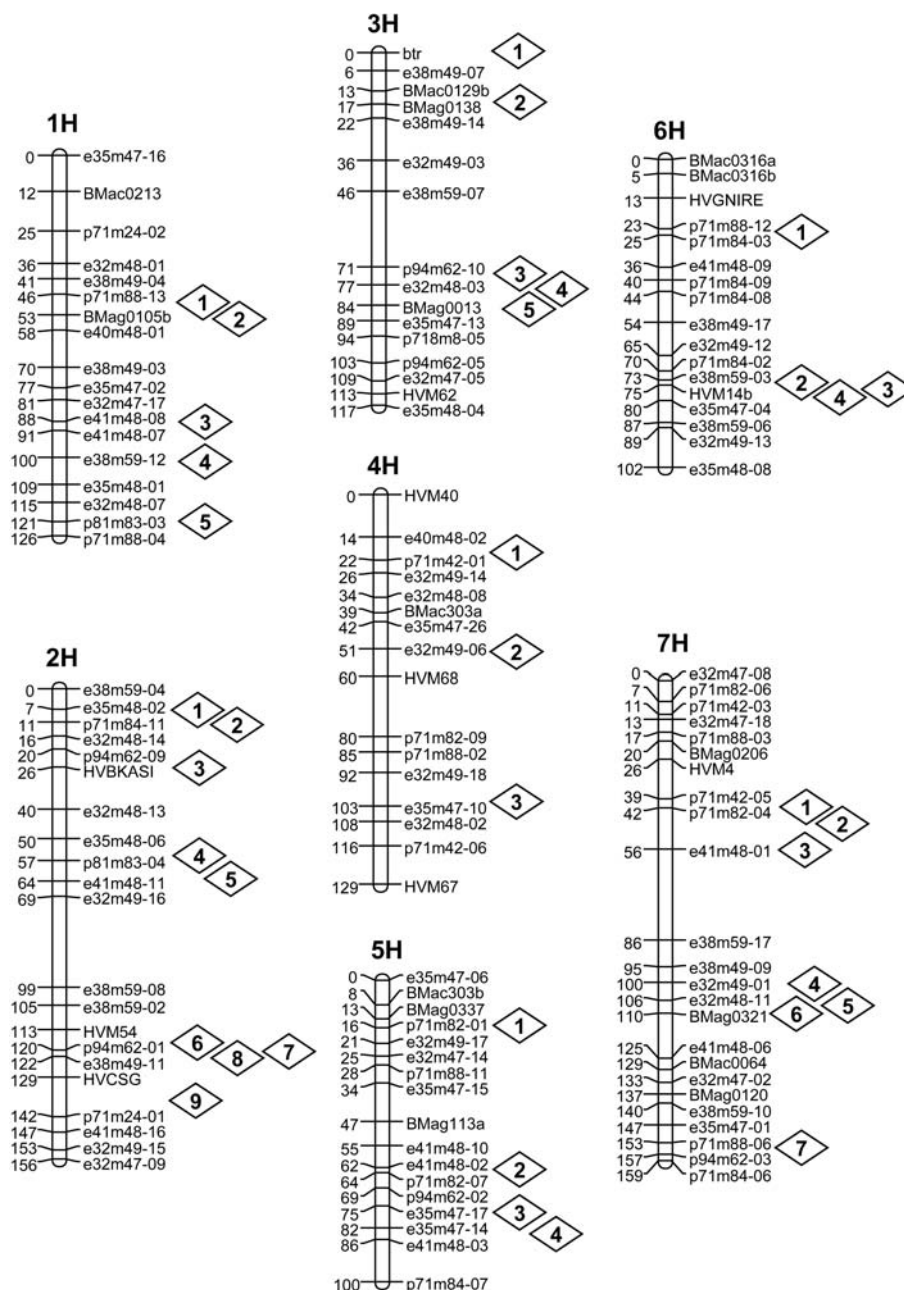 1H
0 e35m47-16
12 BMac0213
25 p71m24-02
36 e32m48-01
41 e38m49-04
46 p71m88-13
1
53 BMag0105b
2
58 e40m48-01
70 e38m49-03
77 e35m47-02
81 e32m47-17
88 e41m48-08
3
91 e41m48-07
100 e38m59-12
4
109 e35m48-01
115 e32m48-07
121 p81m83-03
5
126 p71m88-04
2H
0 e38m59-04
7 e35m48-02
1
11 p71m84-11
2
16 e32m48-14
20 p94m62-09
26 HVBKASI
3
40 e32m48-13
50 e35m48-06
4
57 p81m83-04
5
64 e41m48-11
69 e32m49-16
99 e38m59-08
105 e38m59-02
113 HVM54
120 p94m62-01
6 8 7
122 e38m49-11
129 HVCSG
9
142 p71m24-01
147 e41m48-16
153 e32m49-15
156 e32m47-09
3H
0 btr
1
6 e38m49-07
13 BMac0129b
2
17 BMag0138
22 e38m49-14
36 e32m49-03
46 e38m59-07
71 p94m62-10
3
77 e32m48-03
4
84 BMag0013
5
89 e35m47-13
94 p718m8-05
103 p94m62-05
109 e32m47-05
113 HVM62
117 e35m48-04
4H
0 HVM40
14 e40m48-02
1
22 p71m42-01
26 e32m49-14
34 e32m48-08
39 BMac303a
42 e35m47-26
51 e32m49-06
2
60 HVM68
80 p71m82-09
85 p71m88-02
92 e32m49-18
103 e35m47-10
3
108 e32m48-02
116 p71m42-06
129 HVM67
5H
0 e35m47-06
8 BMac303b
13 BMag0337
16 p71m82-01
1
21 e32m49-17
25 e32m47-14
28 p71m88-11
34 e35m47-15
47 BMag113a
55 e41m48-10
62 e41m48-02
2
64 p71m82-07
69 p94m62-02
75 e35m47-17
3
82 e35m47-14
4
86 e41m48-03
100 p71m84-07
6H
0 BMac0316a
5 BMac0316b
13 HVGNIRE
23 p71m88-12
1
25 p71m84-03
36 e41m48-09
40 p71m84-09
44 p71m84-08
54 e38m49-17
65 e32m49-12
70 p71m84-02
73 e38m59-03
2 4 3
75 HVM14b
80 e35m47-04
87 e38m59-06
89 e32m49-13
102 e35m48-08
7H
0 e32m47-08
7 p71m82-06
11 p71m42-03
13 e32m47-18
17 p71m88-03
20 BMag0206
26 HVM4
39 p71m42-05
1
42 p71m82-04
2
56 e41m48-01
3
86 e38m59-17
95 e38m49-09
100 e32m49-01
4
106 e32m48-11
5
110 BMag0321
6
125 e41m48-06
129 BMac0064
133 e32m47-02
137 BMag0120
140 e38m59-10
147 e35m47-01
153 p71m88-06
7
157 p94m62-03
159 p71m84-06